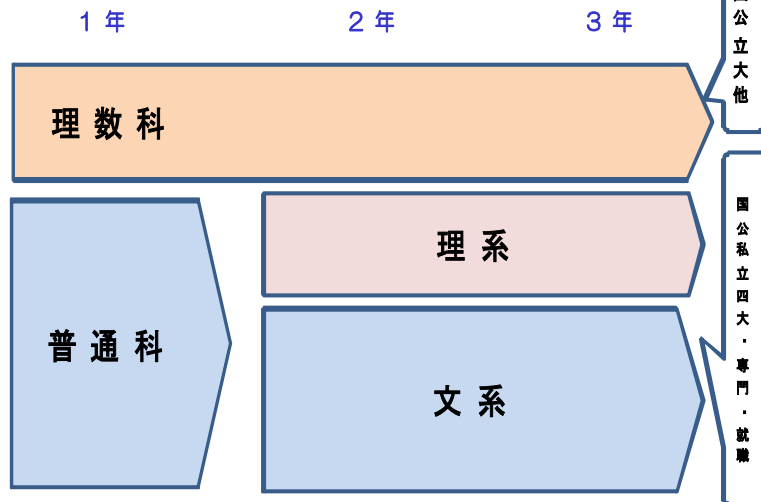 1年 2年 3年
公立大他
理数科
理系
普通科
文系
国公私立四大・専門・就職